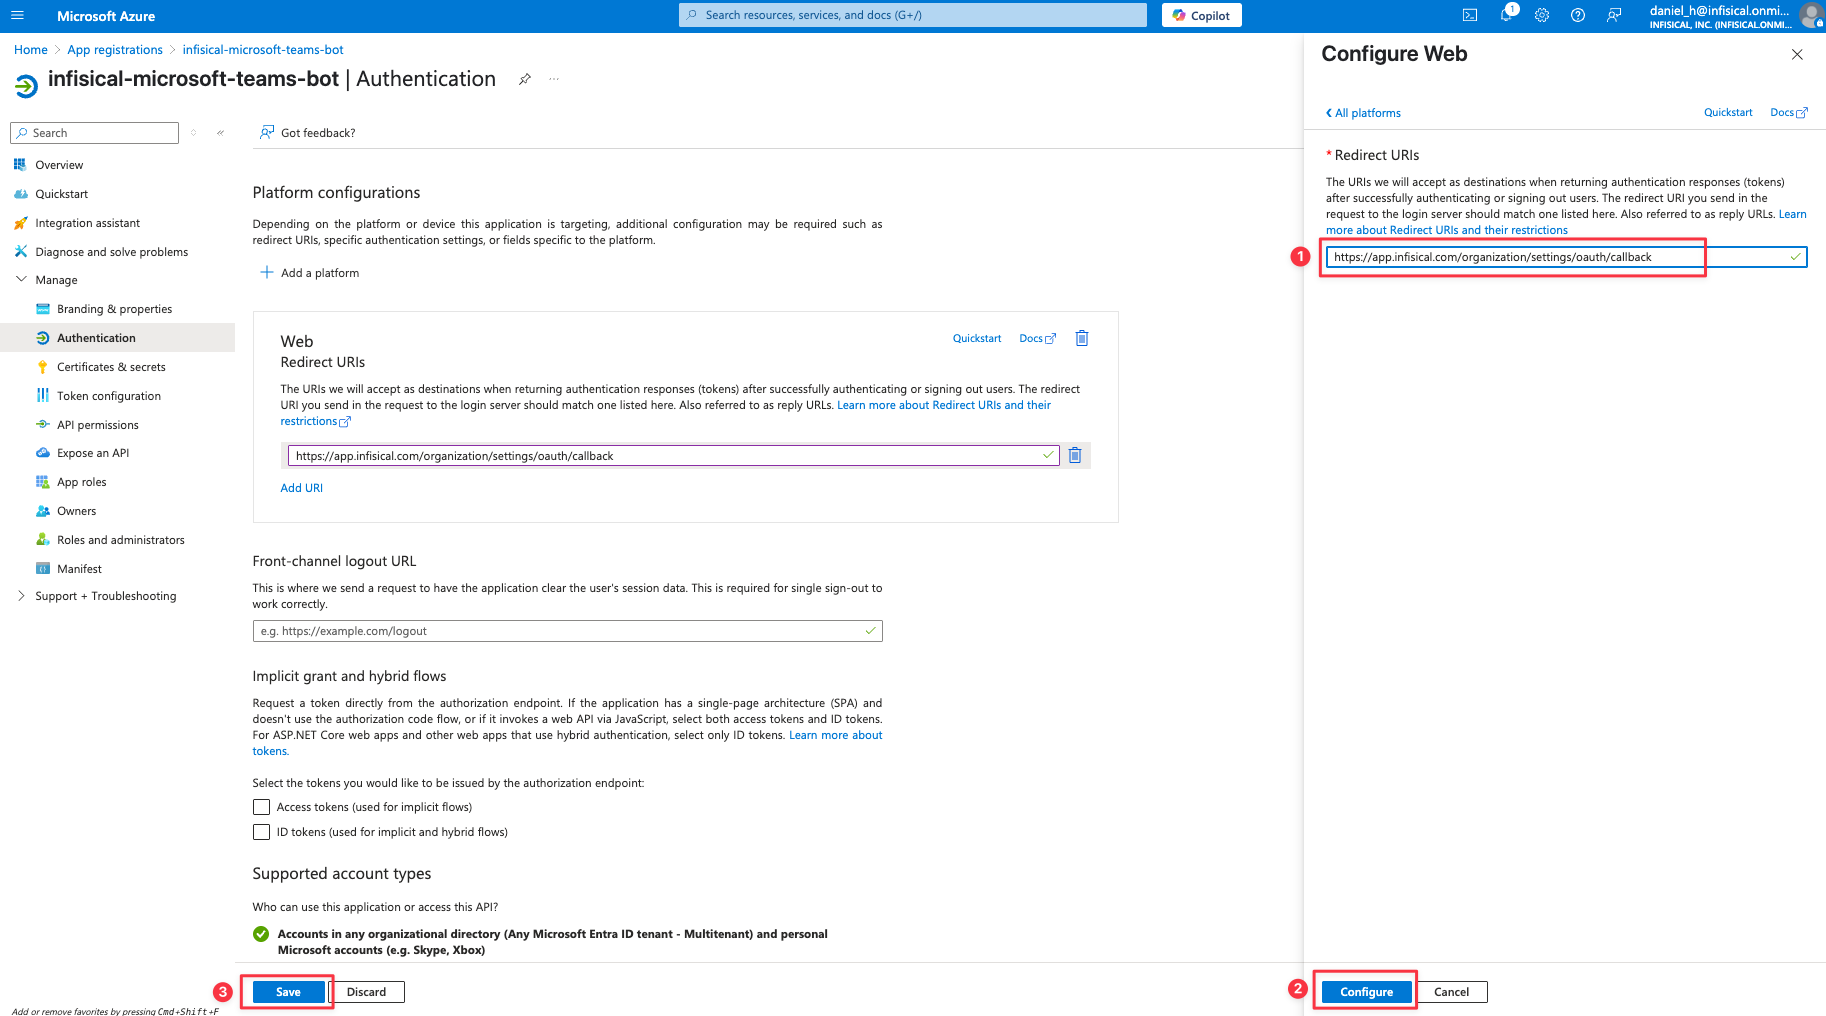 Microsoft Azure
Search resources, services, and docs (G+/)
Copilot
1
daniel_h@infisical.onmi...
INFISICAL, INC. (INFISICAL.ONMI...
Home > App registrations > infisical-microsoft-teams-bot
infisical-microsoft-teams-bot | Authentication
...
Search
Overview
Quickstart
Integration assistant
Diagnose and solve problems
Manage
Branding & properties
Authentication
Certificates & secrets
Token configuration
API permissions
Expose an API
App roles
Owners
Roles and administrators
Manifest
Support + Troubleshooting
Add or remove favorites by pressing Cmd+Shift+F
Got feedback?
Platform configurations
Depending on the platform or device this application is targeting, additional configuration may be required such as
redirect URIs, specific authentication settings, or fields specific to the platform.
Add a platform
Web
Quickstart
Docs
Redirect URIs
The URIs we will accept as destinations when returning authentication responses (tokens) after successfully authenticating or signing out users. The redirect
URI you send in the request to the login server should match one listed here. Also referred to as reply URLs. Learn more about Redirect URIs and their
restrictions
https://app.infisical.com/organization/settings/oauth/callback
Add URI
Front-channel logout URL
This is where we send a request to have the application clear the user's session data. This is required for single sign-out to
work correctly.
e.g. https://example.com/logout
Implicit grant and hybrid flows
Request a token directly from the authorization endpoint. If the application has a single-page architecture (SPA) and
doesn't use the authorization code flow, or if it invokes a web API via JavaScript, select both access tokens and ID tokens.
For ASP.NET Core web apps and other web apps that use hybrid authentication, select only ID tokens. Learn more about
tokens.
Select the tokens you would like to be issued by the authorization endpoint:
Access tokens (used for implicit flows)
ID tokens (used for implicit and hybrid flows)
Supported account types
Who can use this application or access this API?
Accounts in any organizational directory (Any Microsoft Entra ID tenant - Multitenant) and personal
Microsoft accounts (e.g. Skype, Xbox)
3
Save
Discard
Configure Web
All platforms
Quickstart
Docs
* Redirect URIs
The URIs we will accept as destinations when returning authentication responses (tokens)
after successfully authenticating or signing out users. The redirect URI you send in the
request to the login server should match one listed here. Also referred to as reply URLs. Learn
more about Redirect URIs and their restrictions
1
https://app.infisical.com/organization/settings/oauth/callback
2
Configure
Cancel